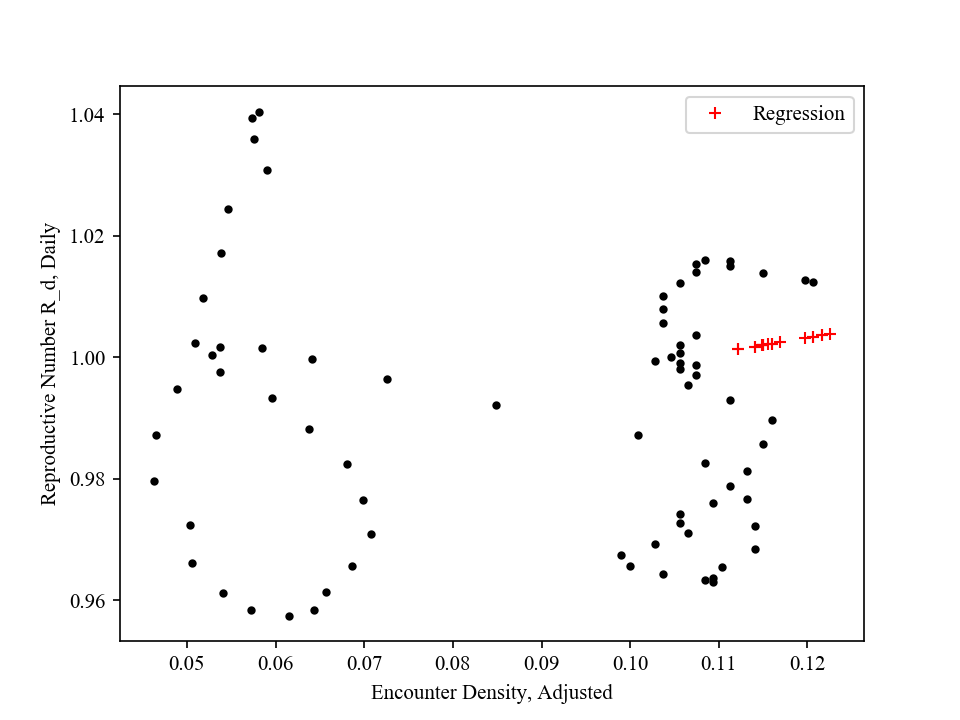 Regression
1.04
1.02
1.00
0.98
0.96
Reproductive Number R_d, Daily
0.05 0.06 0.07 0.08 0.09 0.10 0.11 0.12
Encounter Density, Adjusted